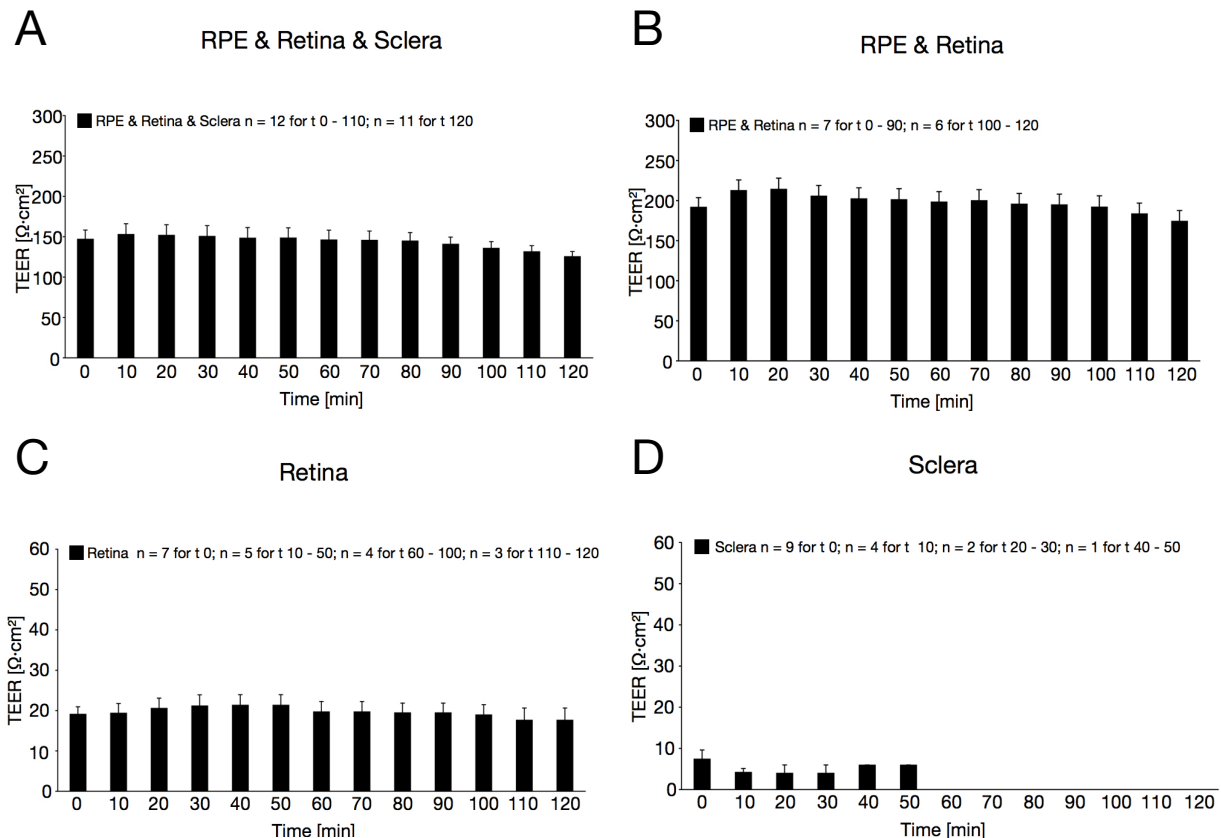 A
RPE & Retina & Sclera
RPE & Retina & Sclera n = 12 for t 0 - 110; n = 11 for t 120
TEER [Ω·cm²]
300
250
200
150
100
50
0
0 10 20 30 40 50 60 70 80 90 100 110 120
Time [min]
B
RPE & Retina
RPE & Retina n = 7 for t 0 - 90; n = 6 for t 100 - 120
TEER [Ω·cm²]
300
250
200
150
100
50
0
0 10 20 30 40 50 60 70 80 90 100 110 120
Time [min]
C
Retina
Retina n = 7 for t 0; n = 5 for t 10 - 50; n = 4 for t 60 - 100; n = 3 for t 110 - 120
TEER [Ω·cm²]
60
50
40
30
20
10
0
0 10 20 30 40 50 60 70 80 90 100 110 120
Time [min]
D
Sclera
Sclera n = 9 for t 0; n = 4 for t 10; n = 2 for t 20 - 30; n = 1 for t 40 - 50
TEER [Ω·cm²]
60
50
40
30
20
10
0
0 10 20 30 40 50 60 70 80 90 100 110 120
Time [min]